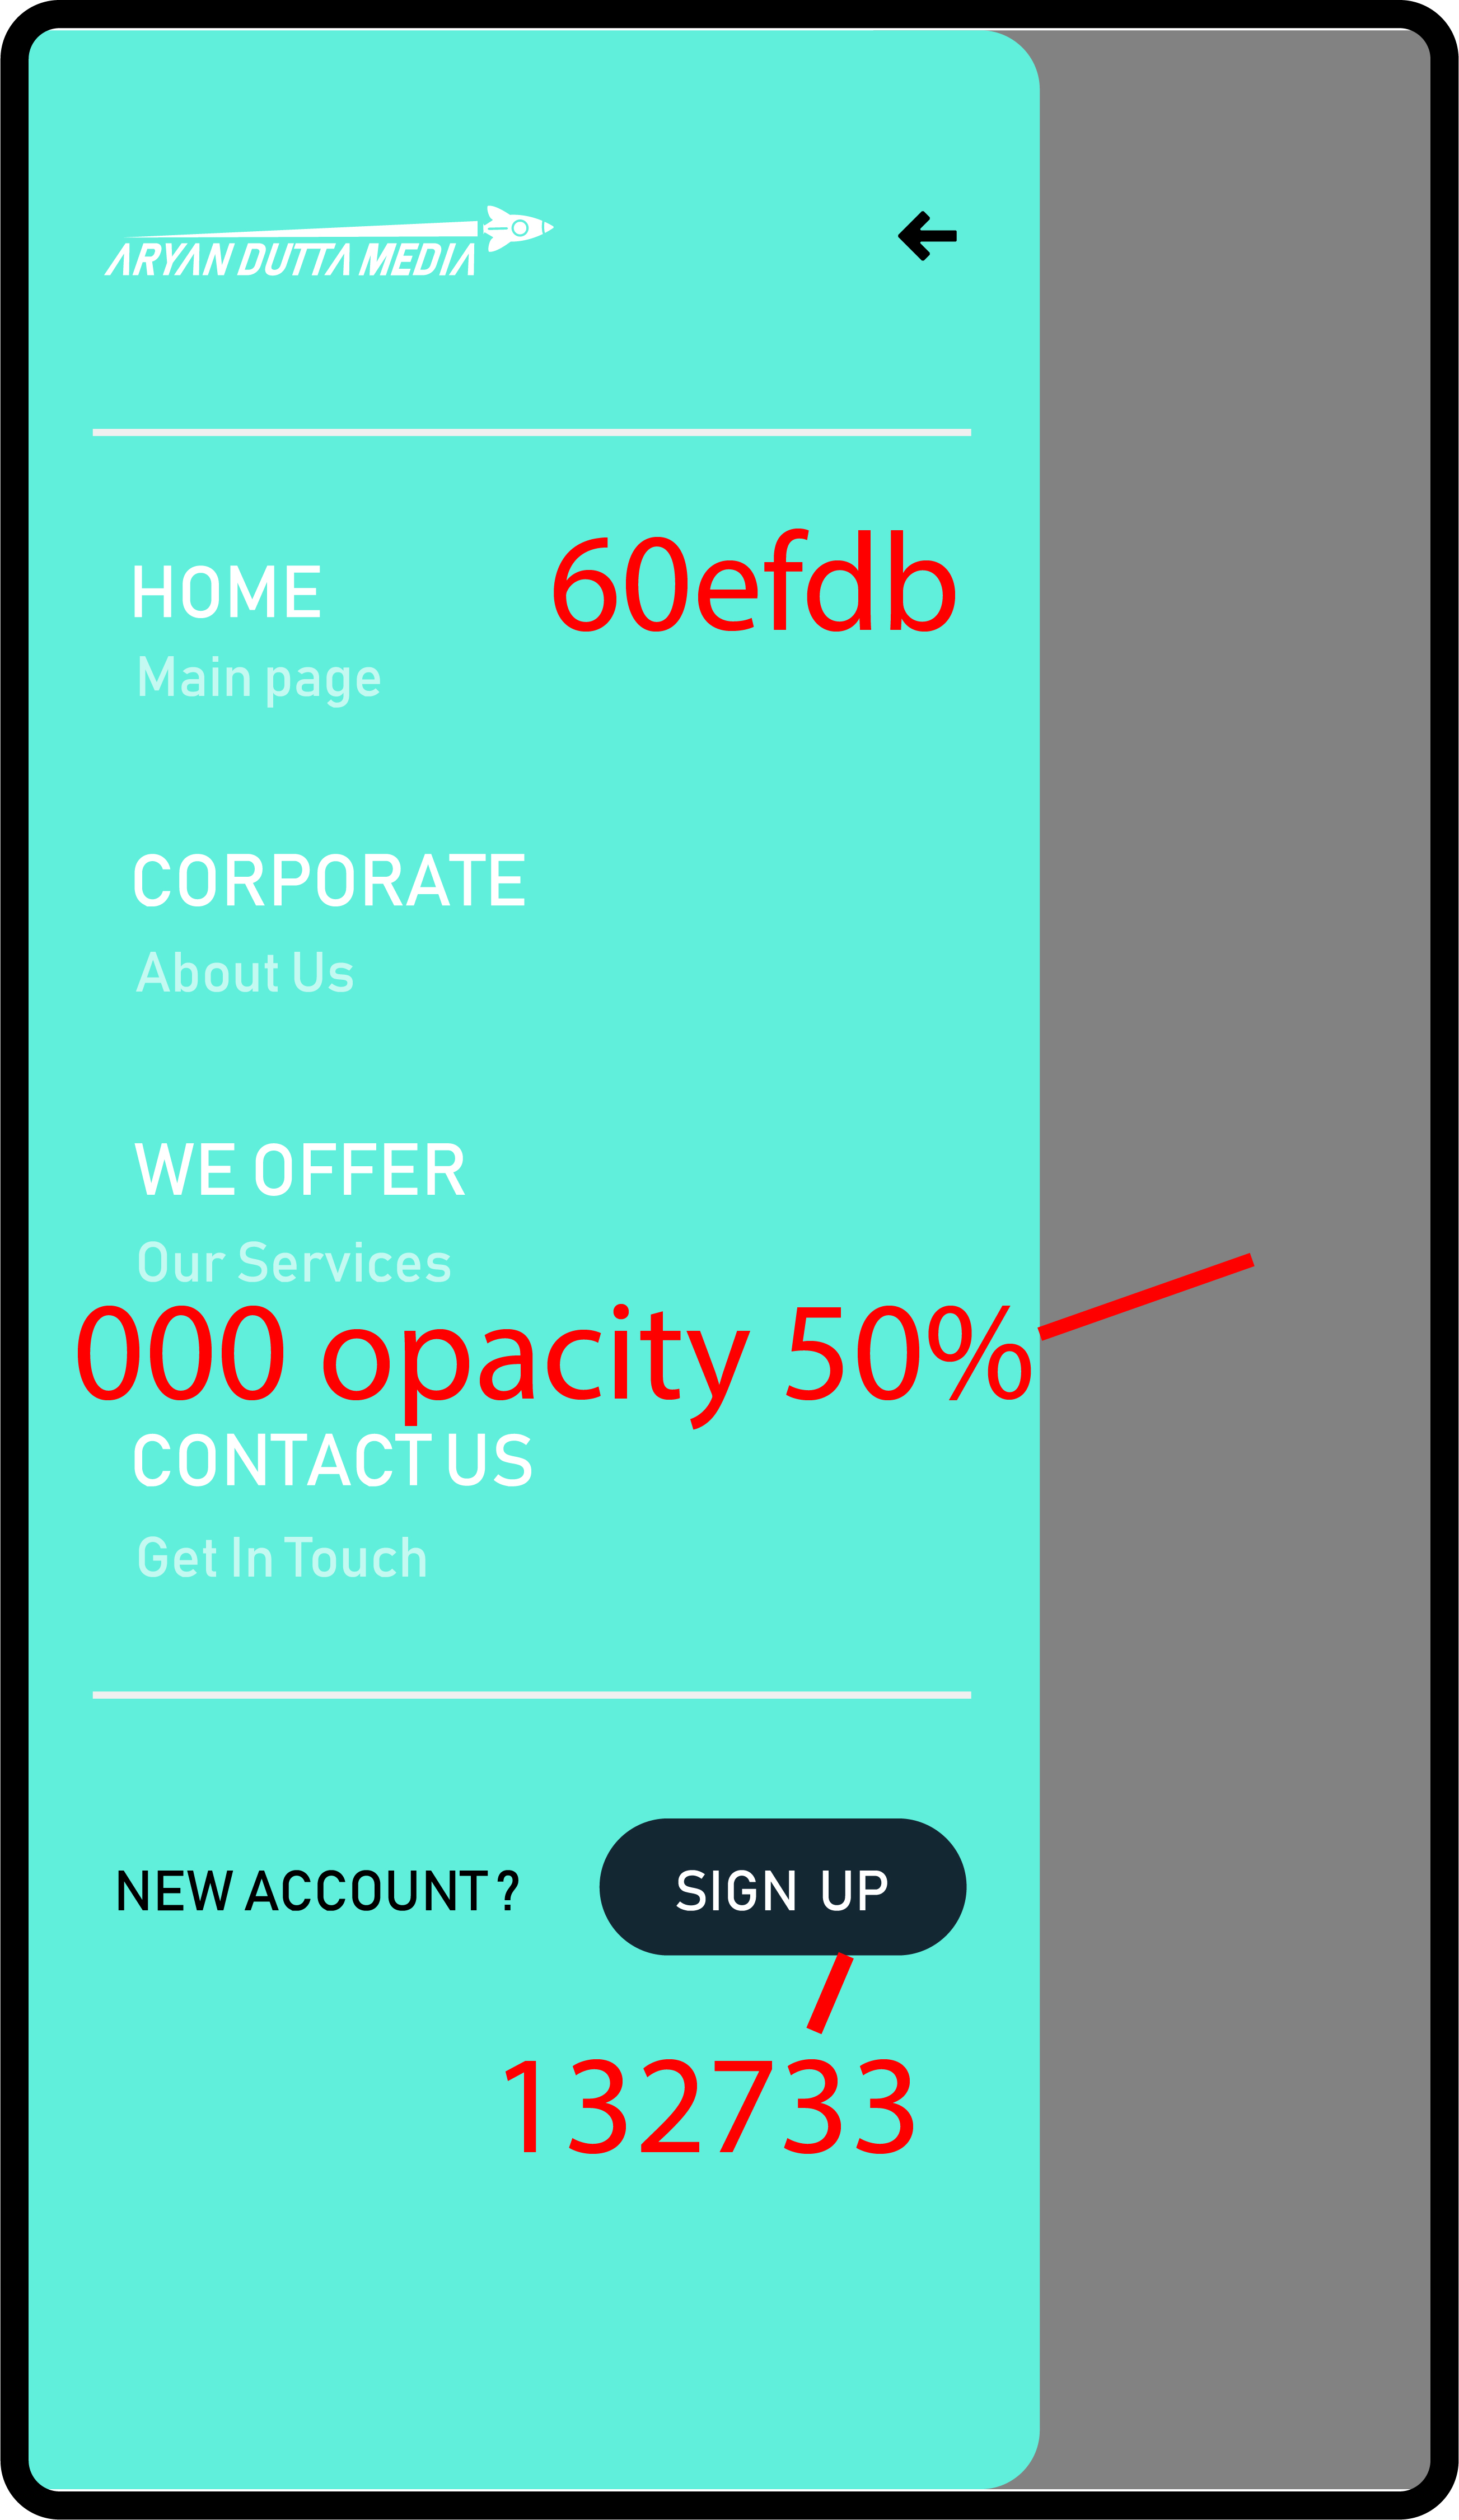 ARYAN DUTTA MEDIA
HOME
60efdb
Main page
CORPORATE
About Us
WE OFFER
Our Services
000 opacity 50%
CONTACT US
Get In Touch
NEW ACCOUNT?
SIGN UP
132733